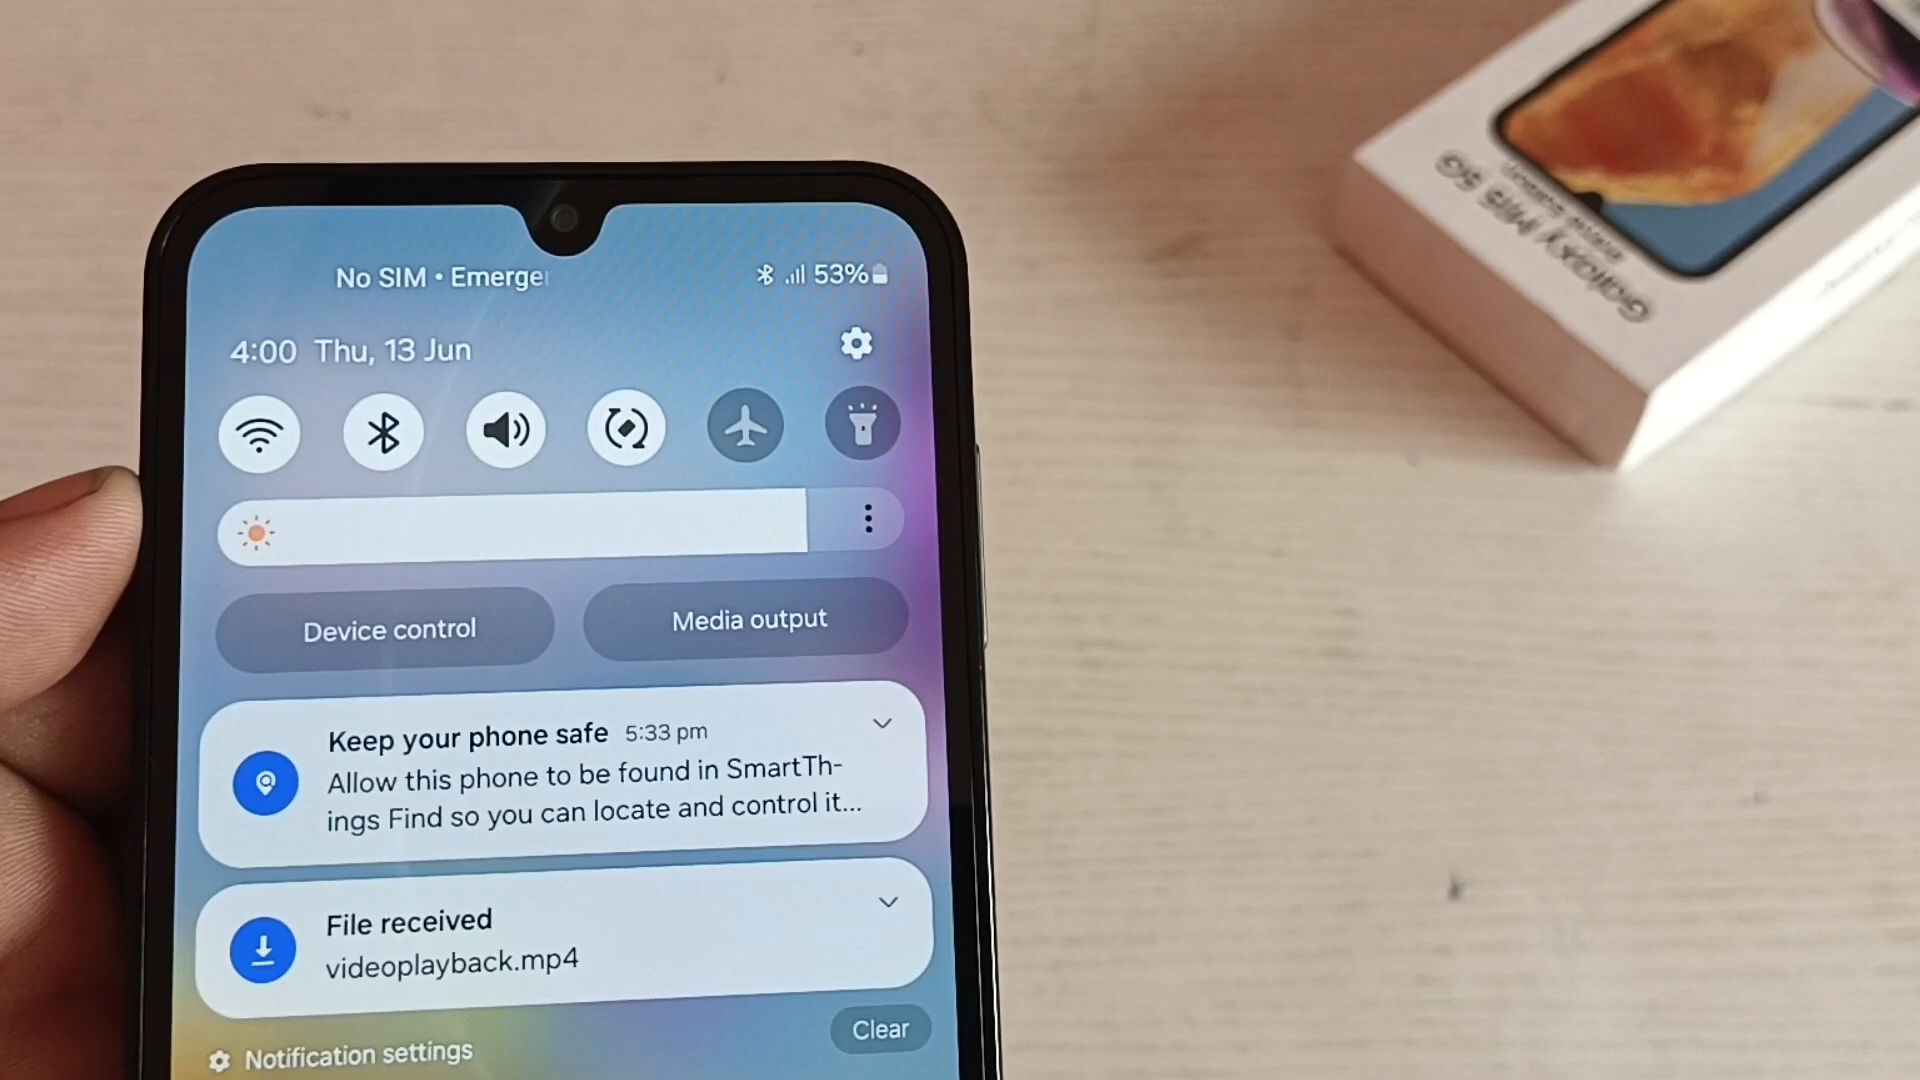 No SIM • Emerge
53%
4:00 Thu, 13 Jun
Device control
Media output
Keep your phone safe 5:33 pm
Allow this phone to be found in SmartTh-
ings Find so you can locate and control it...
File received
videoplayback.mp4
Clear
Notification settings
Galaxy M15 5G